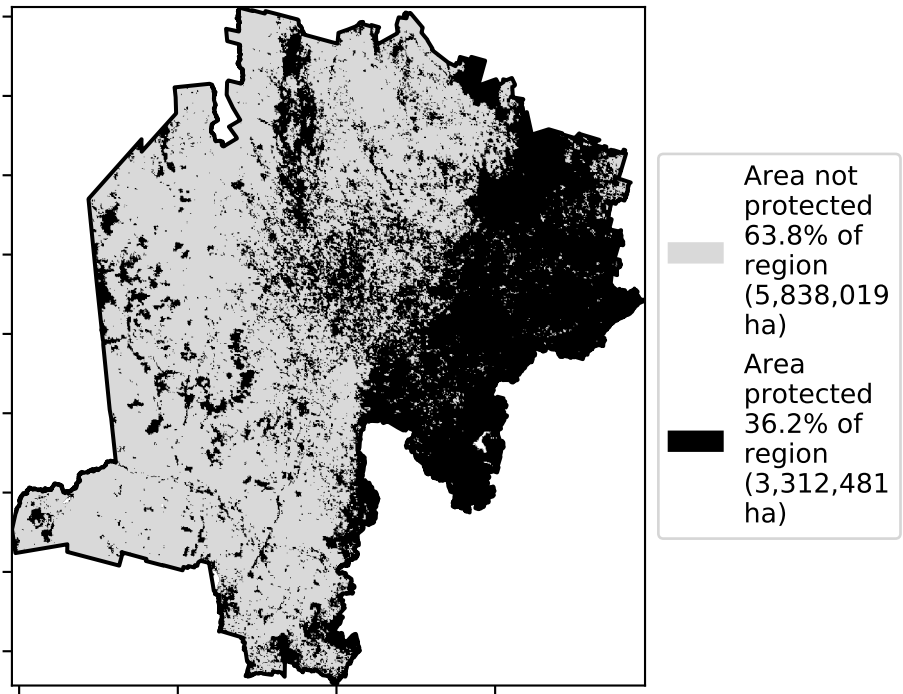 Area not
protected
63.8% of
region
(5,838,019
ha)
Area
protected
36.2% of
region
(3,312,481
ha)